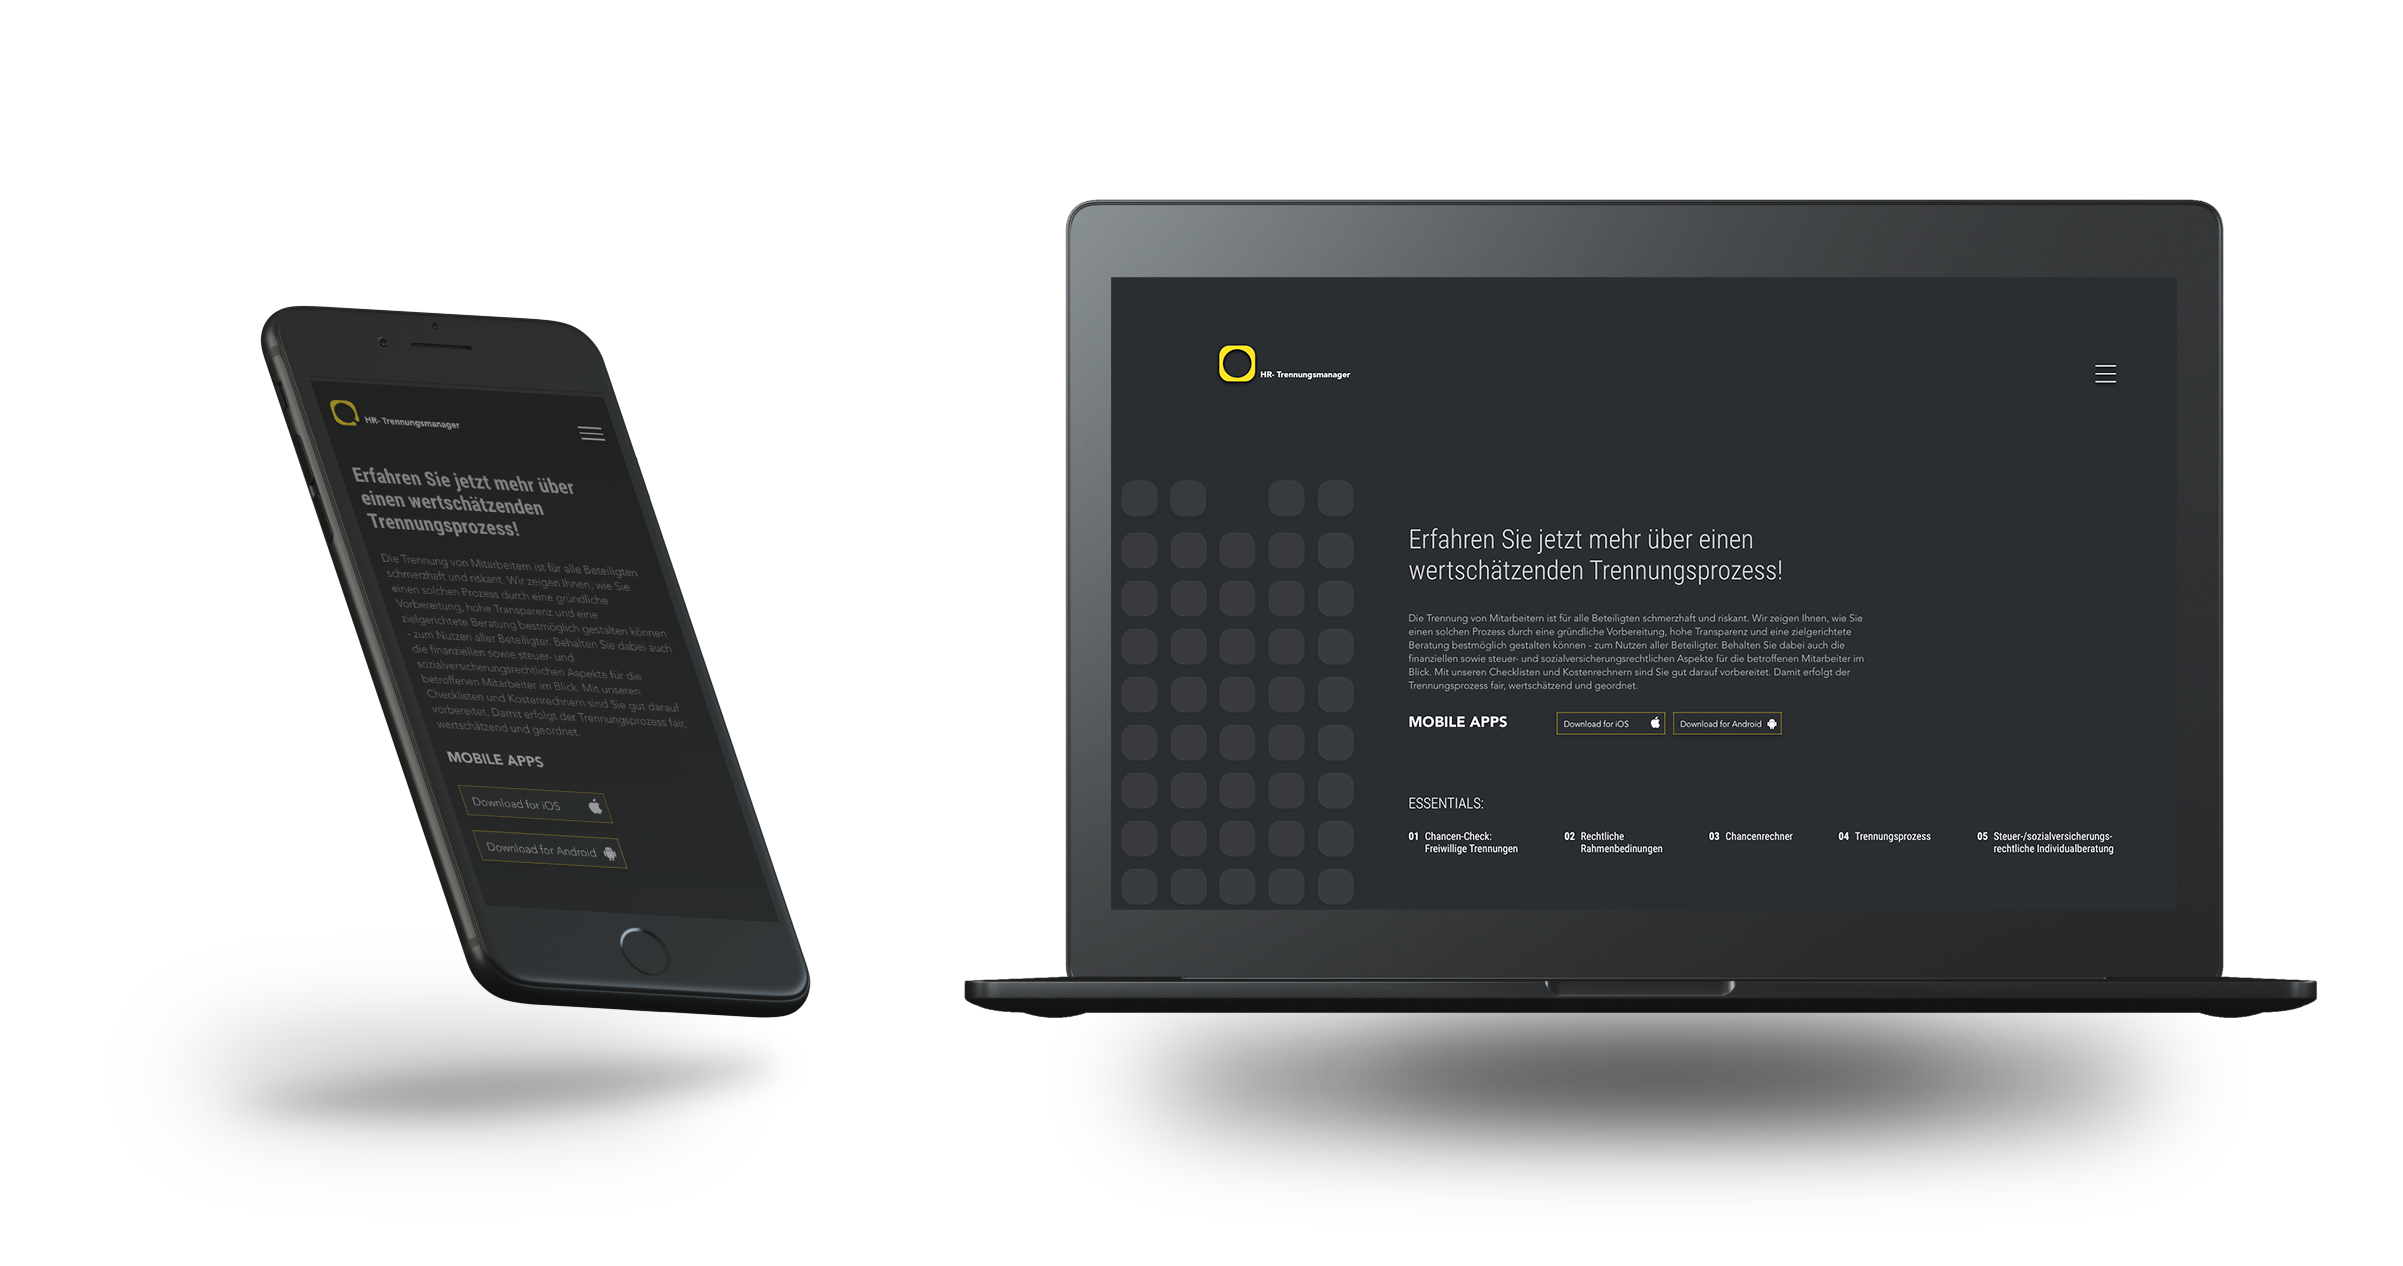 HR- Trennungsmanager
Erfahren Sie jetzt mehr über
einen wertschätzenden
Trennungsprozess!
Die Trennung von Mitarbeitern ist für alle Beteiligten
schmerzhaft und riskant. Wir zeigen Ihnen, wie Sie
einen solchen Prozess durch eine gründliche
Vorbereitung, hohe Transparenz und eine
zielgerichtete Beratung bestmöglich gestalten können
- zum Nutzen aller Beteiligter. Behalten Sie dabei auch
die finanziellen sowie steuer- und
sozialversicherungsrechtlichen Aspekte für die
betroffenen Mitarbeiter im Blick. Mit unseren
Checklisten und Kostenrechnern sind Sie gut darauf
vorbereitet. Damit erfolgt der Trennungsprozess fair,
wertschätzend und geordnet.
MOBILE APPS
Download for iOS
Download for Android
HR- Trennungsmanager
Erfahren Sie jetzt mehr über einen
wertschätzenden Trennungsprozess!
Die Trennung von Mitarbeitern ist für alle Beteiligten schmerzhaft und riskant. Wir zeigen Ihnen, wie Sie
einen solchen Prozess durch eine gründliche Vorbereitung, hohe Transparenz und eine zielgerichtete
Beratung bestmöglich gestalten können - zum Nutzen aller Beteiligter. Behalten Sie dabei auch die
finanziellen sowie steuer- und sozialversicherungsrechtlichen Aspekte für die betroffenen Mitarbeiter im
Blick. Mit unseren Checklisten und Kostenrechnern sind Sie gut darauf vorbereitet. Damit erfolgt der
Trennungsprozess fair, wertschätzend und geordnet.
MOBILE APPS Download for iOS Download for Android
ESSENTIALS:
01 Chancen-Check:
Freiwillige Trennungen
02 Rechtliche
Rahmenbedinungen
03 Chancenrechner
04 Trennungsprozess
05 Steuer-/sozialversicherungs-
rechtliche Individualberatung